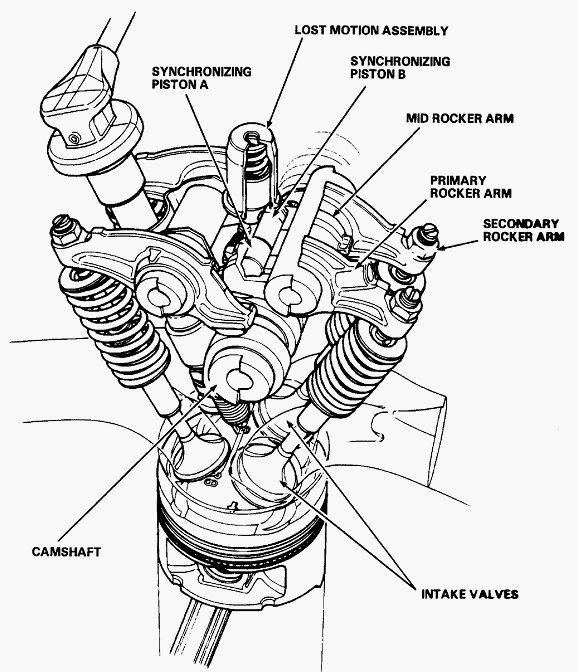 LOST MOTION ASSEMBLY
SYNCHRONIZING
PISTON B
SYNCHRONIZING
PISTON A
MID ROCKER ARM
PRIMARY
ROCKER ARM
SECONDARY
ROCKER ARM
CAMSHAFT
INTAKE VALVES